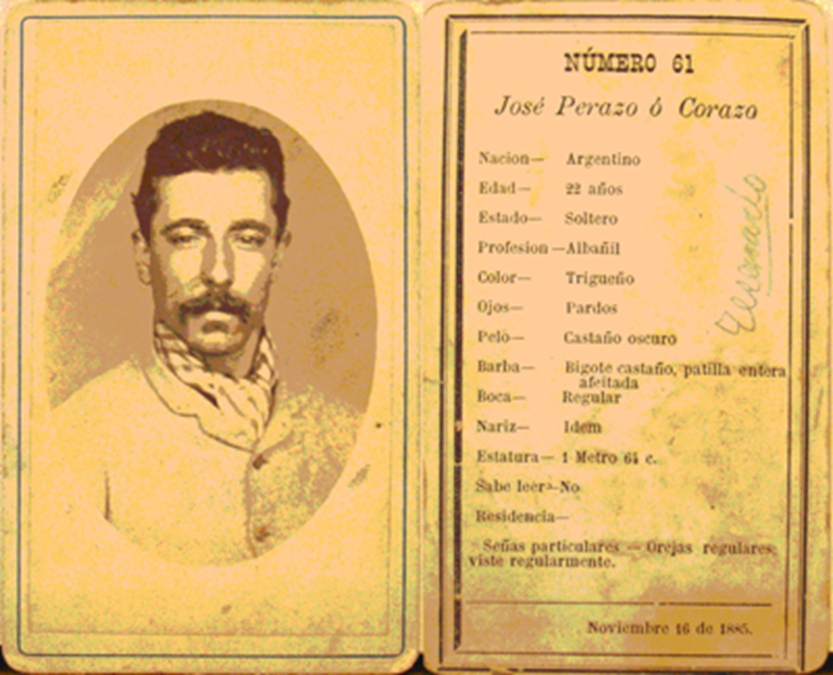 NÚMERO 61
José Perazo ó Corazo
Nacion— Argentino
Edad— 22 años
Estado— Soltero
Profesion— Albañil
Color— Trigueño
Ojos— Pardos
Pelo— Castaño oscuro
Barba— Bigote castaño, patilla entera
afeitada
Boca— Regular
Nariz— Idem
Estatura— 1 Metro 64 c.
Sabe leer—No
Residencia—
Señas particulares — Orejas regulares;
viste regularmente.
Noviembre 16 de 1885.